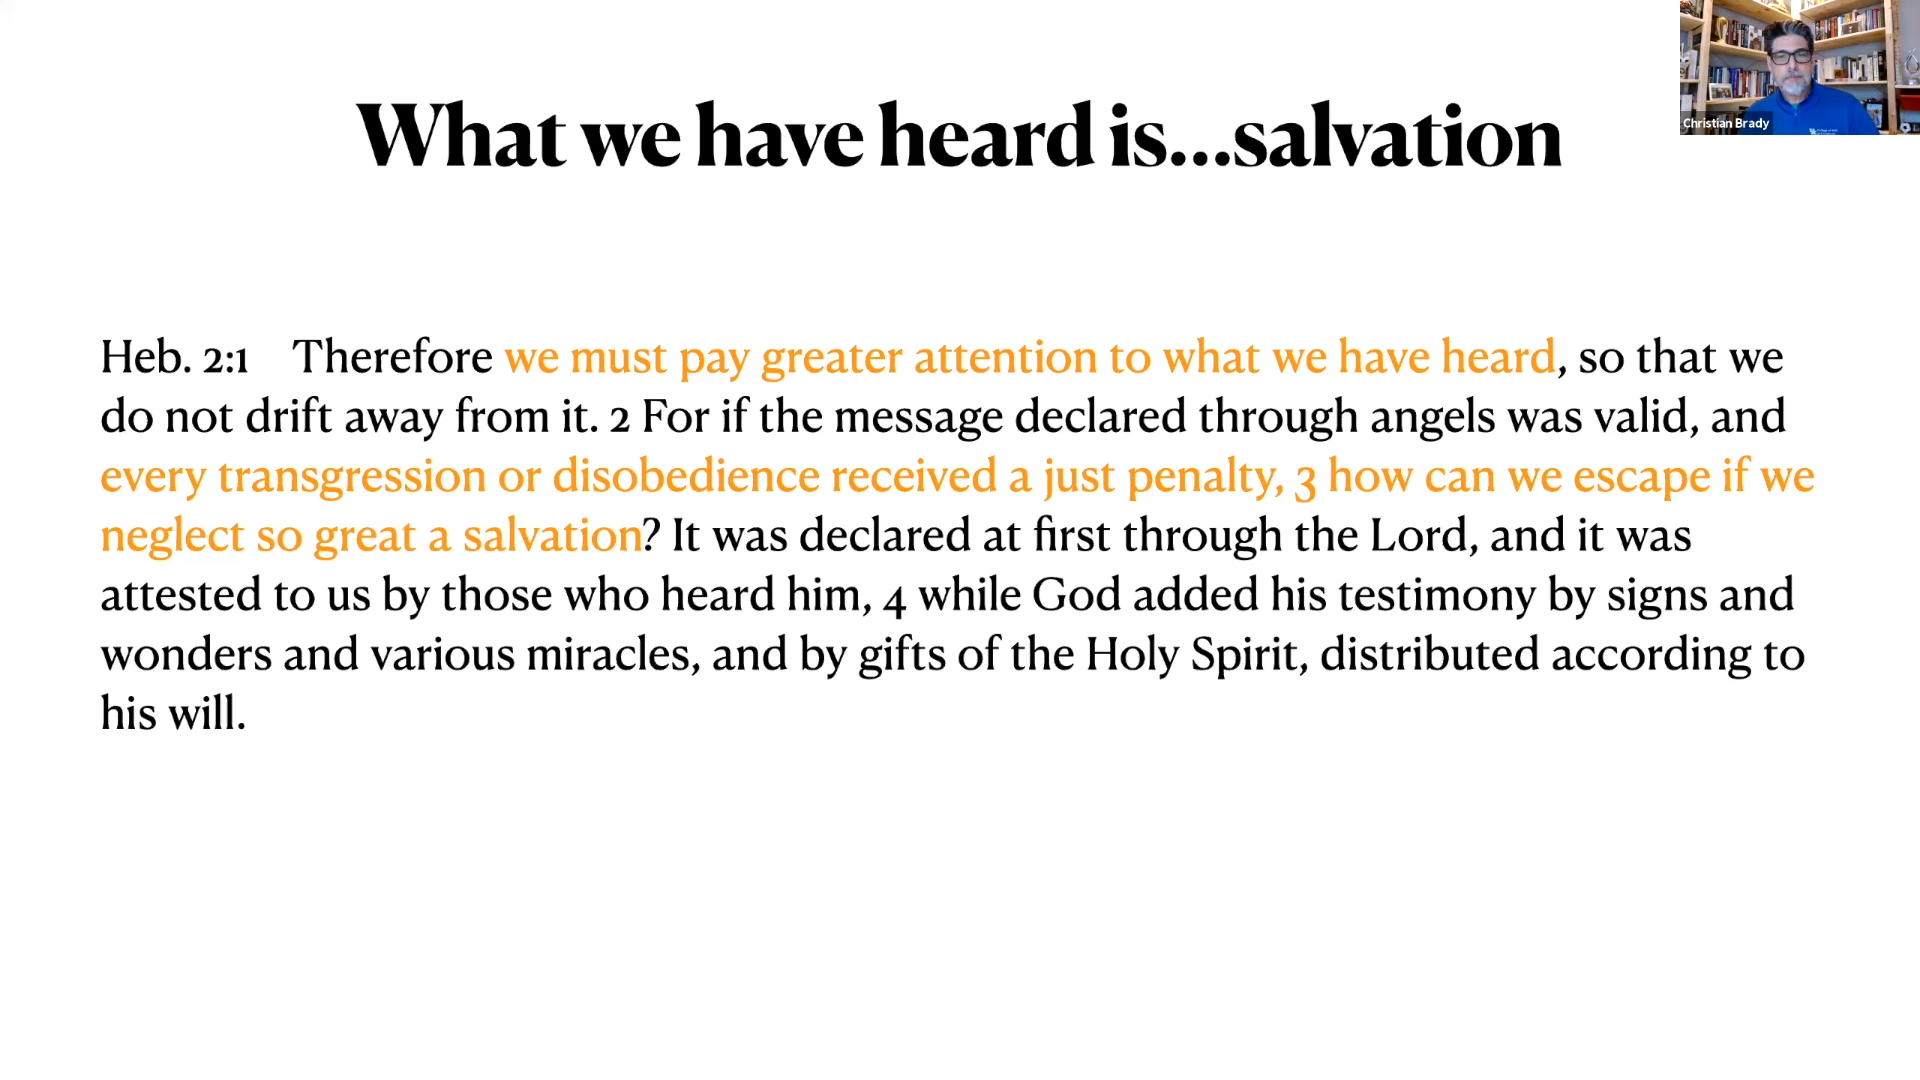 What we have heard is...salvation
Christian Brady
Heb. 2:1 Therefore we must pay greater attention to what we have heard, so that we
do not drift away from it. 2 For if the message declared through angels was valid, and
every transgression or disobedience received a just penalty, 3 how can we escape if we
neglect so great a salvation? It was declared at first through the Lord, and it was
attested to us by those who heard him, 4 while God added his testimony by signs and
wonders and various miracles, and by gifts of the Holy Spirit, distributed according to
his will.